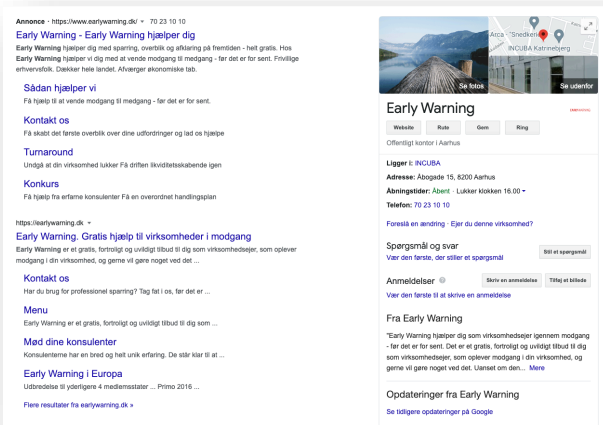 Annonce · https://www.earlywarning.dk/ 70 23 10 10
Early Warning - Early Warning hjælper dig
Early Warning hjælper dig med sparring, overblik og afklaring på fremtiden - helt gratis. Hos
Early Warning hjælper vi dig med at vende modgang til medgang - før det er for sent. Frivillige
erhvervsfolk. Dækker hele landet. Afværger økonomiske tab.
Sådan hjælper vi
Få hjælp til at vende modgang til medgang - før det er for sent.
Kontakt os
Få skabt det første overblik over dine udfordringer og lad os hjælpe
Turnaround
Undgå at din virksomhed lukker Få driften likviditetsskabende igen
Konkurs
Få hjælp fra erfarne konsulenter Få en overordnet handlingsplan
https://earlywarning.dk
Early Warning. Gratis hjælp til virksomheder i modgang
Early Warning er et gratis, fortroligt og uvildigt tilbud til dig som virksomhedsejer, som oplever
modgang i din virksomhed, og gerne vil gøre noget ved det ...
Kontakt os
Har du brug for professionel sparring? Tag fat i os, før det er ...
Menu
Early Warning er et gratis, fortroligt og uvildigt tilbud til dig som ...
Mød dine konsulenter
Konsulenterne har en bred og helt unik erfaring. De står klar til at ...
Early Warning i Europa
Udbredelse til yderligere 4 medlemsstater ... Primo 2016 ...
Flere resultater fra earlywarning.dk »
Arca - "Snedkeri
INCUBA Katrinebjerg
Se fotos
Se udenfor
Early Warning
Website Rute Gem Ring
Offentligt kontor i Aarhus
Ligger i: INCUBA
Adresse: Åbogade 15, 8200 Aarhus
Åbningstider: Åbent · Lukker klokken 16.00
Telefon: 70 23 10 10
Foreslå en ændring · Ejer du denne virksomhed?
Spørgsmål og svar
Stil et spørgsmål
Vær den første, der stiller et spørgsmål
Anmeldelser
Skriv en anmeldelse Tilføj et billede
Vær den første til at skrive en anmeldelse
Fra Early Warning
"Early Warning hjælper dig som virksomhedsejer igennem modgang
- før det er for sent. Det er et gratis, fortroligt og uvildigt tilbud til dig
som virksomhedsejer, som oplever modgang i din virksomhed, og
gerne vil gøre noget ved det. Uanset om den... Mere
Opdateringer fra Early Warning
Se tidligere opdateringer på Google